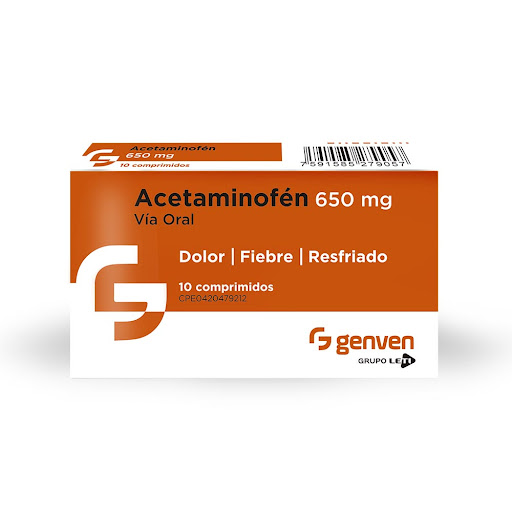 Acetaminofén
650 mg
10 comprimidos
7591585279057
Acetaminofén 650 mg
Vía Oral
Dolor | Fiebre | Resfriado
10 comprimidos
CPE0420479212
genven
GRUPO LETI